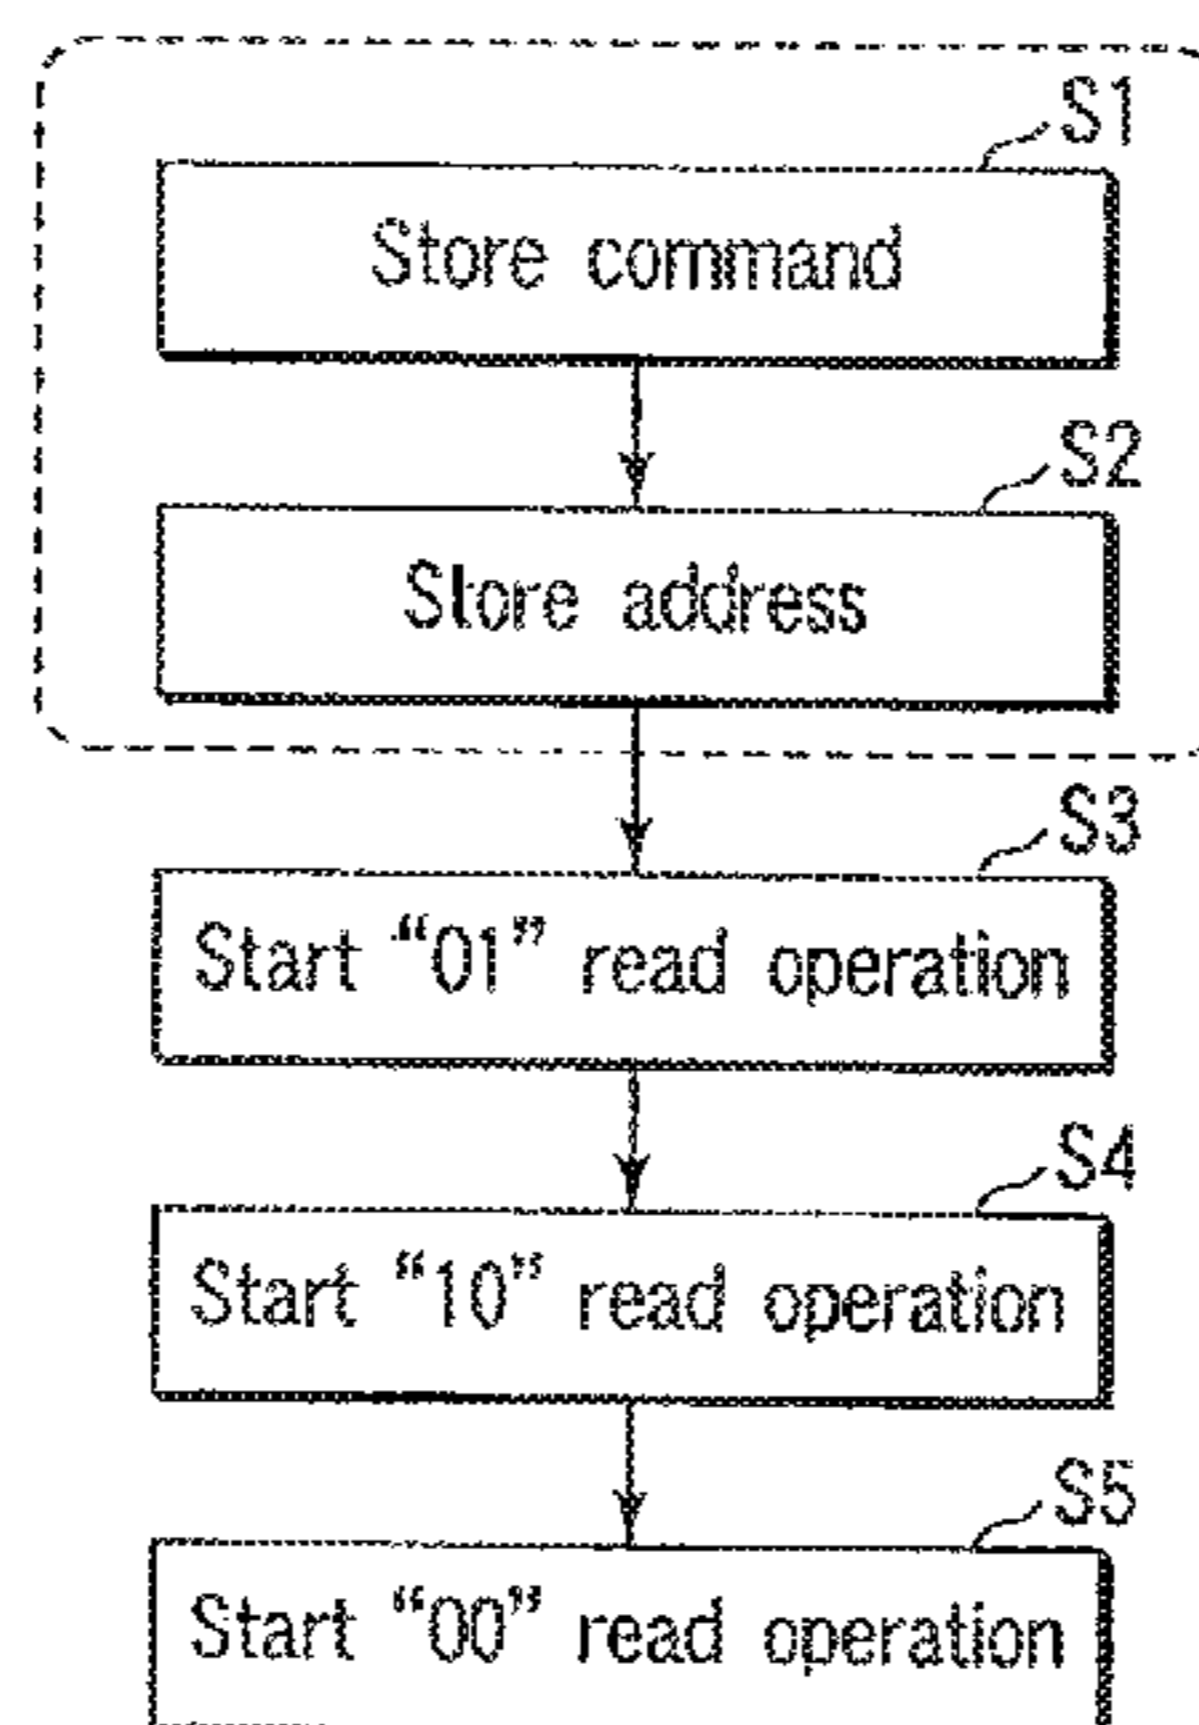 S1
Store command
S2
Store address
S3
Start “01” read operation
S4
Start “10” read operation
S5
Start “00” read operation